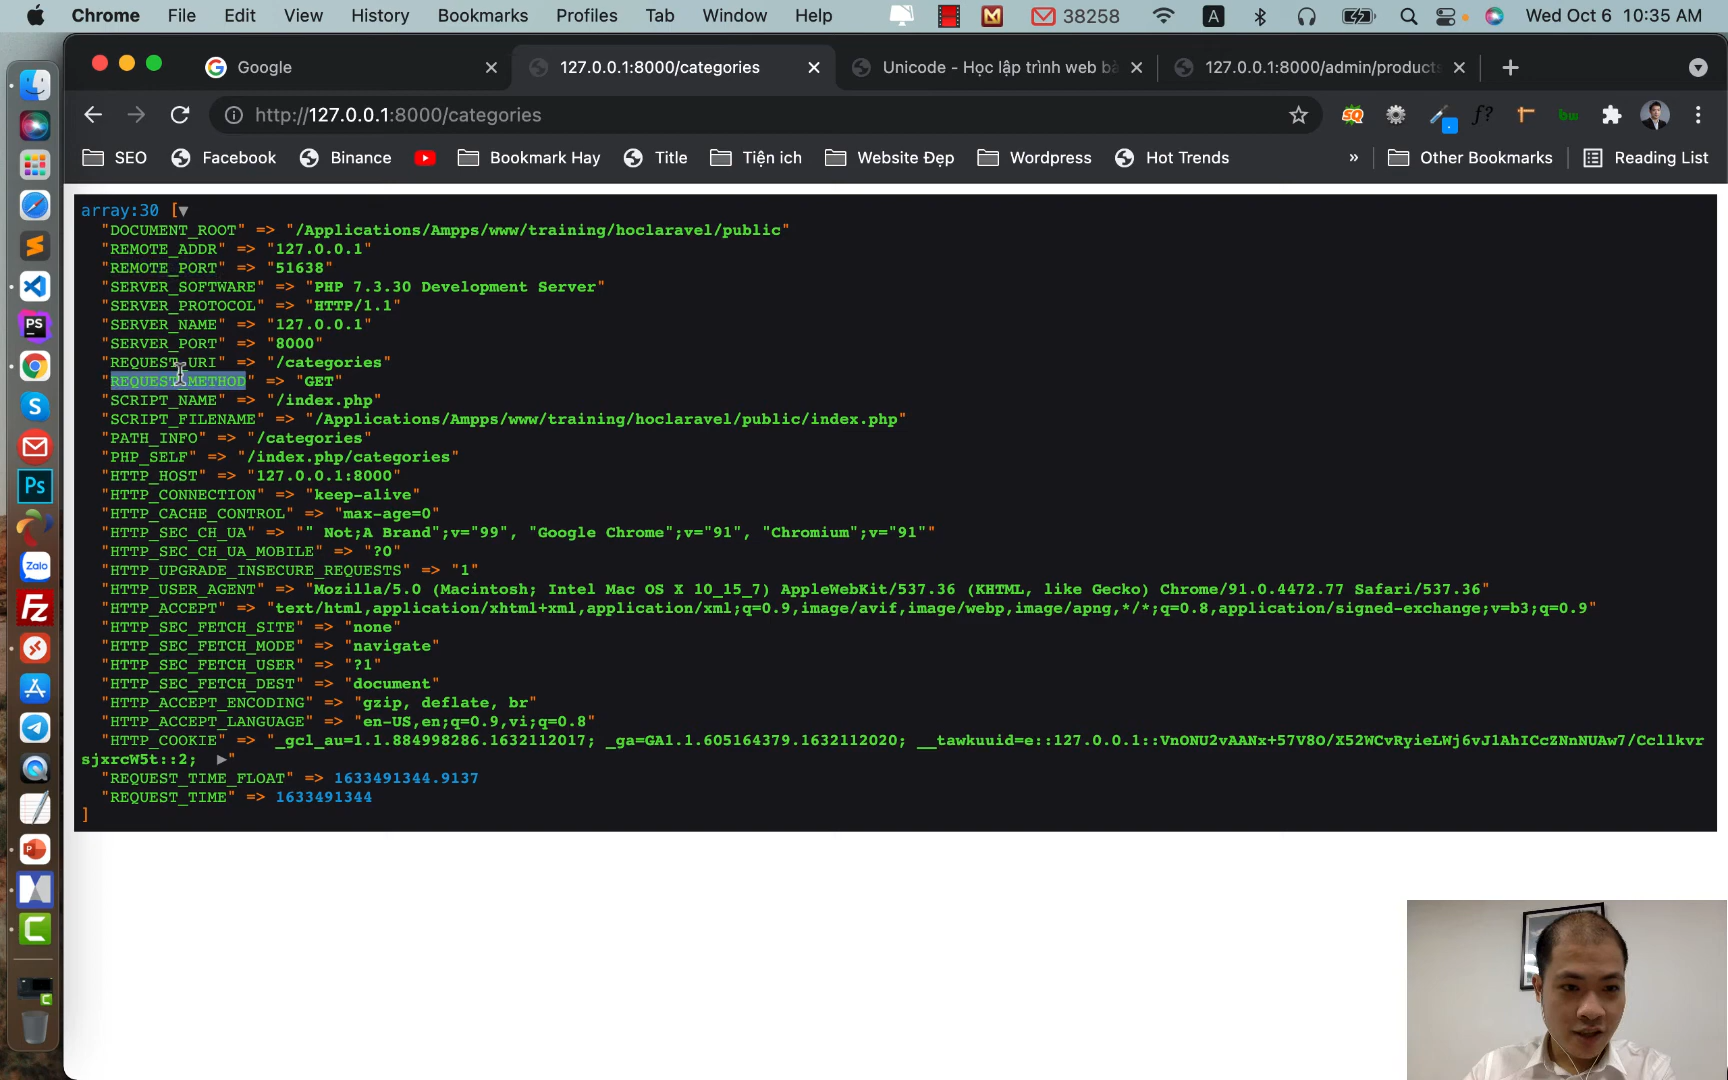 Chrome File Edit View History Bookmarks Profiles Tab Window Help M 38258 A Wed Oct 6 10:35 AM
Google 127.0.0.1:8000/categories Unicode - Học lập trình web bà 127.0.0.1:8000/admin/products
http://127.0.0.1:8000/categories
SEO Facebook Binance Bookmark Hay Title Tiện ích Website Đẹp Wordpress Hot Trends » Other Bookmarks Reading List
array:30 [▼
"DOCUMENT_ROOT" => "/Applications/Ampps/www/training/hoclaravel/public"
"REMOTE_ADDR" => "127.0.0.1"
"REMOTE_PORT" => "51638"
"SERVER_SOFTWARE" => "PHP 7.3.30 Development Server"
"SERVER_PROTOCOL" => "HTTP/1.1"
"SERVER_NAME" => "127.0.0.1"
"SERVER_PORT" => "8000"
"REQUEST_URI" => "/categories"
"REQUEST_METHOD" => "GET"
"SCRIPT_NAME" => "/index.php"
"SCRIPT_FILENAME" => "/Applications/Ampps/www/training/hoclaravel/public/index.php"
"PATH_INFO" => "/categories"
"PHP_SELF" => "/index.php/categories"
"HTTP_HOST" => "127.0.0.1:8000"
"HTTP_CONNECTION" => "keep-alive"
"HTTP_CACHE_CONTROL" => "max-age=0"
"HTTP_SEC_CH_UA" => "" Not;A Brand";v="99", "Google Chrome";v="91", "Chromium";v="91""
"HTTP_SEC_CH_UA_MOBILE" => "?0"
"HTTP_UPGRADE_INSECURE_REQUESTS" => "1"
"HTTP_USER_AGENT" => "Mozilla/5.0 (Macintosh; Intel Mac OS X 10_15_7) AppleWebKit/537.36 (KHTML, like Gecko) Chrome/91.0.4472.77 Safari/537.36"
"HTTP_ACCEPT" => "text/html,application/xhtml+xml,application/xml;q=0.9,image/avif,image/webp,image/apng,*/*;q=0.8,application/signed-exchange;v=b3;q=0.9"
"HTTP_SEC_FETCH_SITE" => "none"
"HTTP_SEC_FETCH_MODE" => "navigate"
"HTTP_SEC_FETCH_USER" => "?1"
"HTTP_SEC_FETCH_DEST" => "document"
"HTTP_ACCEPT_ENCODING" => "gzip, deflate, br"
"HTTP_ACCEPT_LANGUAGE" => "en-US,en;q=0.9,vi;q=0.8"
"HTTP_COOKIE" => "_gcl_au=1.1.884998286.1632112017; _ga=GA1.1.605164379.1632112020; __tawkuuid=e::127.0.0.1::VnONU2vAANx+57V8O/X52WCvRyieLWj6vJ1AhICcZNnNUAw7/Ccllkvr
sjxrcW5t::2; ▶"
"REQUEST_TIME_FLOAT" => 1633491344.9137
"REQUEST_TIME" => 1633491344
]
PS
S
Ps
Zalo
FZ